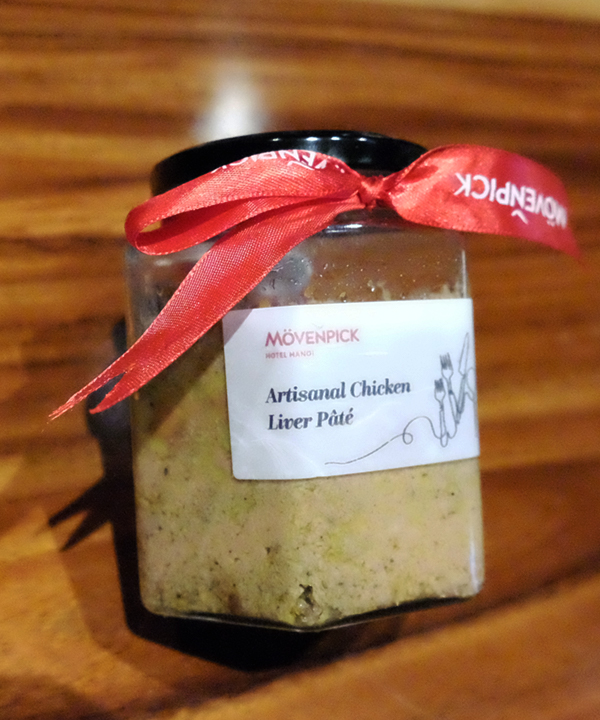 MÖVENPICK
MÖVENPICK
HOTEL HANOI
Artisanal Chicken
Liver Pâté